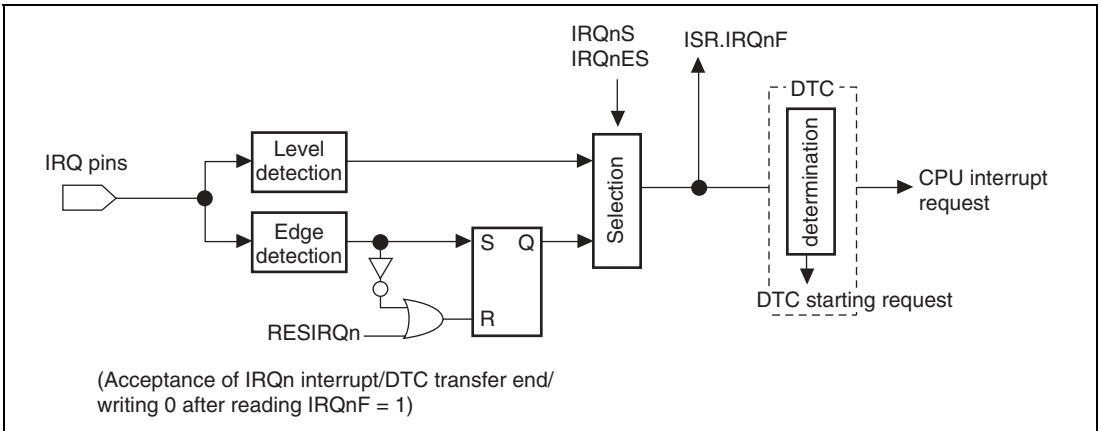 IRQnS
IRQnES
ISR.IRQnF
DTC
IRQ pins
Level
detection
Edge
detection
S
Q
R
RESIRQn
Selection
determination
CPU interrupt
request
DTC starting request
(Acceptance of IRQn interrupt/DTC transfer end/
writing 0 after reading IRQnF = 1)